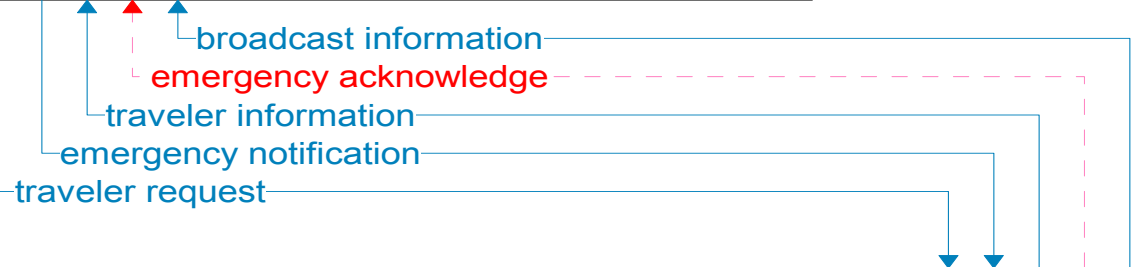 broadcast information
emergency acknowledge
traveler information
emergency notification
traveler request